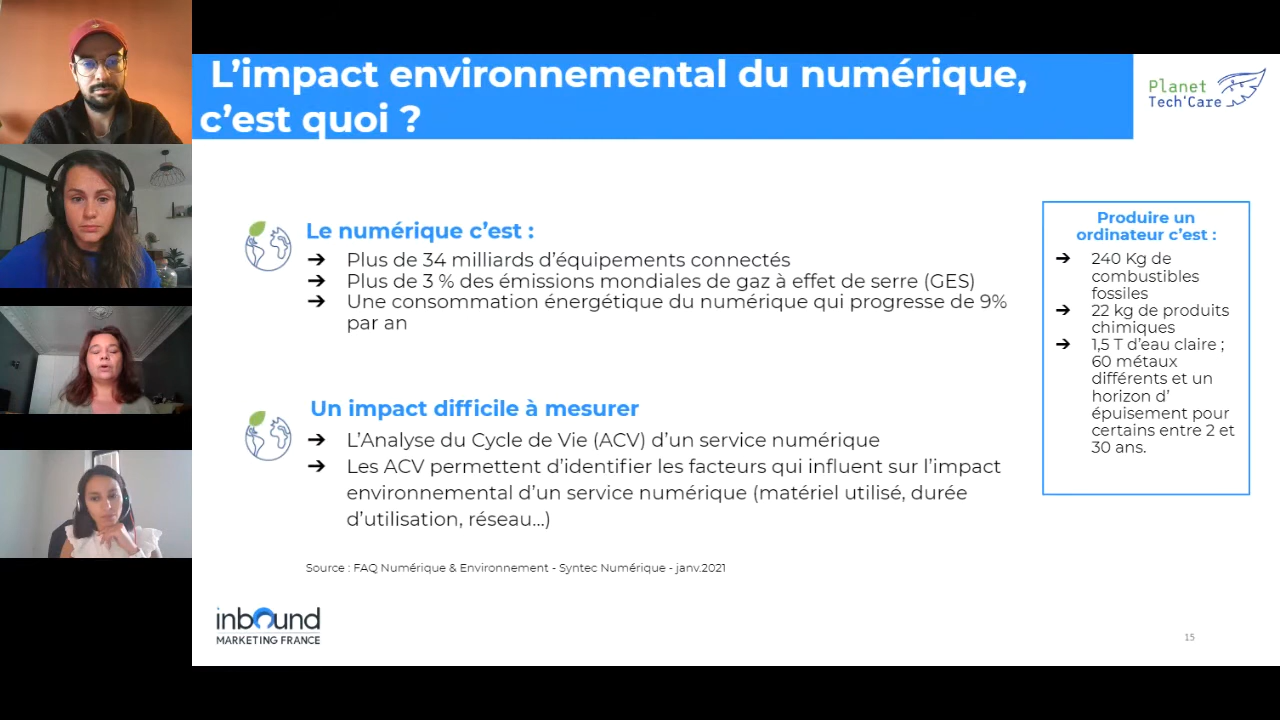 L’impact environnemental du numérique,
c’est quoi ?
Planet
Tech'Care
Le numérique c’est :
➔ Plus de 34 milliards d’équipements connectés
➔ Plus de 3 % des émissions mondiales de gaz à effet de serre (GES)
➔ Une consommation énergétique du numérique qui progresse de 9%
par an
Un impact difficile à mesurer
➔ L’Analyse du Cycle de Vie (ACV) d’un service numérique
➔ Les ACV permettent d’identifier les facteurs qui influent sur l’impact
environnemental d’un service numérique (matériel utilisé, durée
d’utilisation, réseau…)
Produire un
ordinateur c’est :
➔ 240 Kg de
combustibles
fossiles
➔ 22 kg de produits
chimiques
➔ 1,5 T d’eau claire ;
60 métaux
différents et un
horizon d’
épuisement pour
certains entre 2 et
30 ans.
Source : FAQ Numérique & Environnement - Syntec Numérique - janv.2021
inbound
MARKETING FRANCE
15